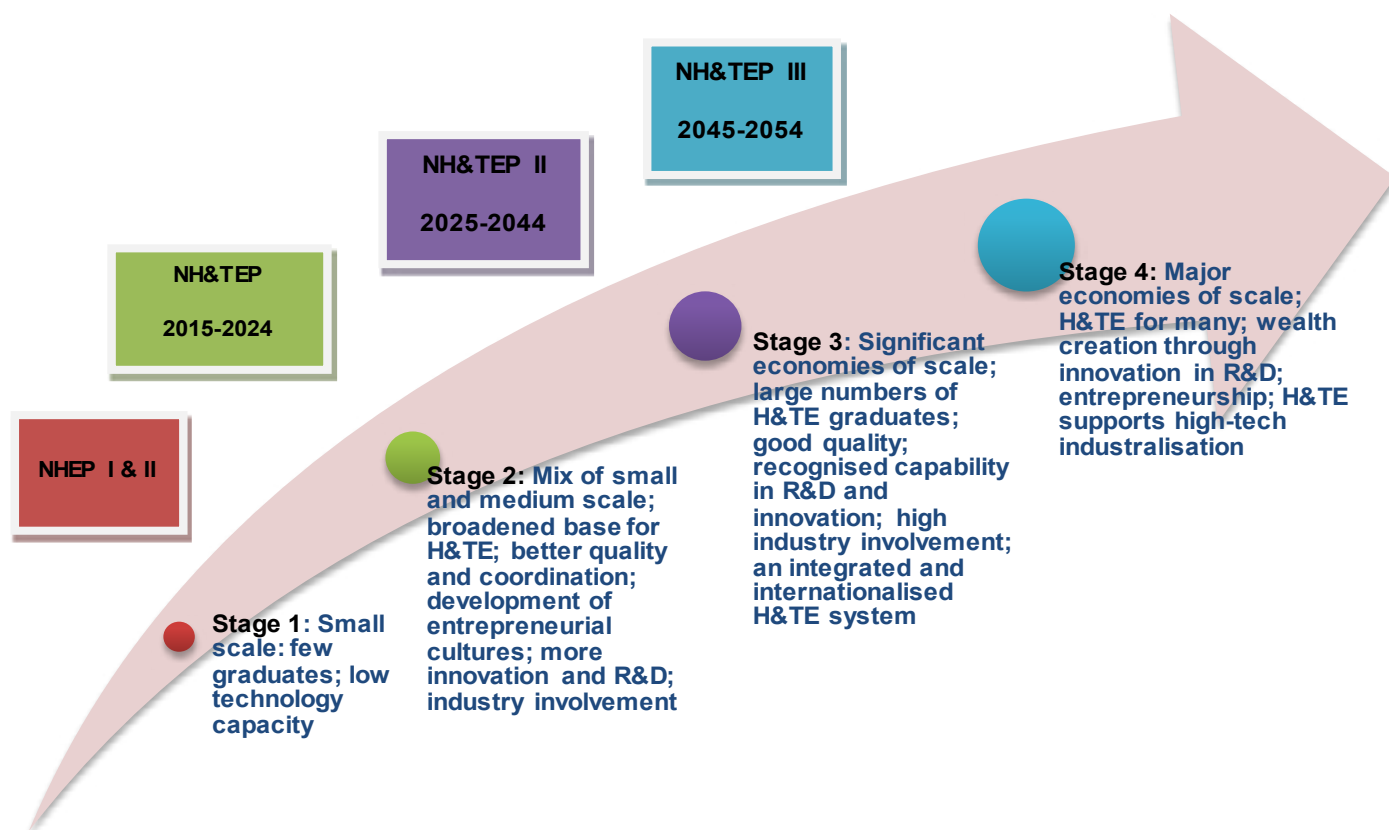 NH&TEP III
2045-2054
NH&TEP II
2025-2044
NH&TEP
2015-2024
NHEP I & II
Stage 1: Small
scale: few
graduates; low
technology
capacity
Stage 2: Mix of small
and medium scale;
broadened base for
H&TE; better quality
and coordination;
development of
entrepreneurial
cultures; more
innovation and R&D;
industry involvement
Stage 3: Significant
economies of scale;
large numbers of
H&TE graduates;
good quality;
recognised capability
in R&D and
innovation; high
industry involvement;
an integrated and
internationalised
H&TE system
Stage 4: Major
economies of scale;
H&TE for many; wealth
creation through
innovation in R&D;
entrepreneurship; H&TE
supports high-tech
industralisation